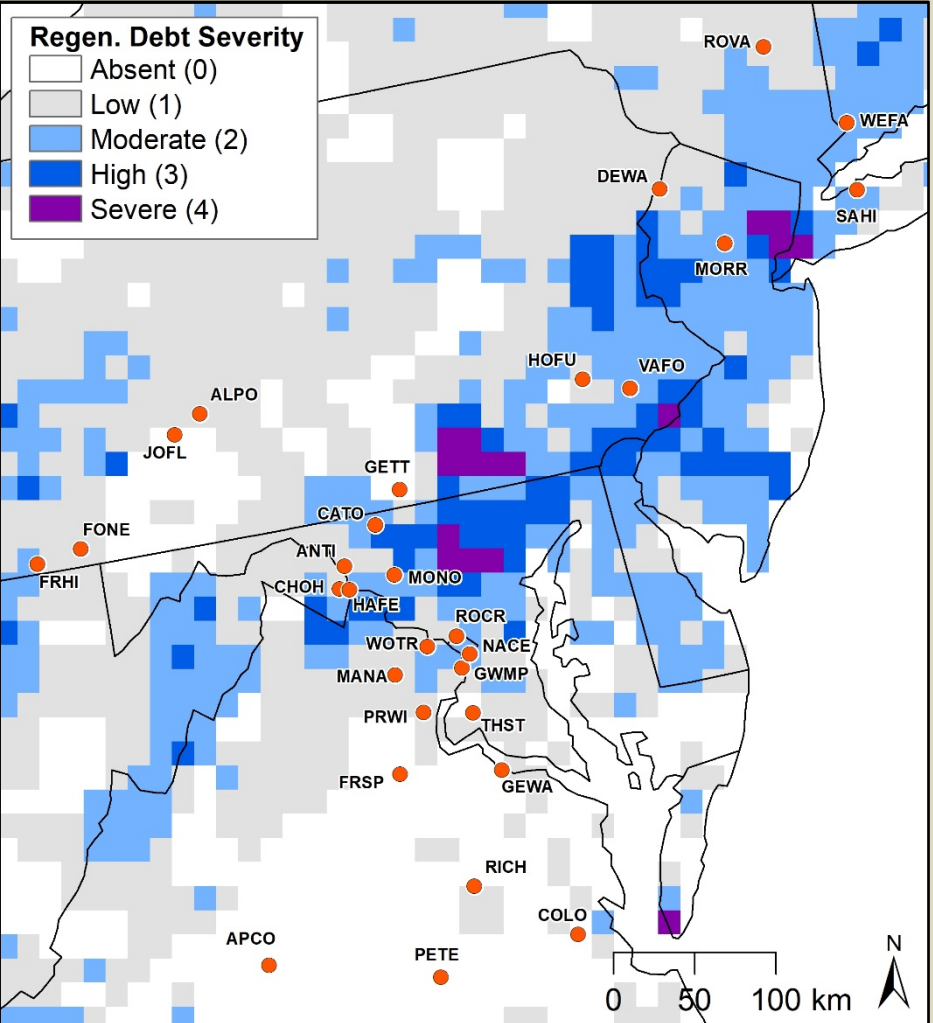 Regen. Debt Severity
Absent (0)
Low (1)
Moderate (2)
High (3)
Severe (4)
ROVA
WEFA
DEWA
SAHI
MORR
HOFU
VAFO
ALPO
JOFL
GETT
CATO
FONE
ANTI
FRHI
CHOH
MONO
HAFE
ROCR
WOTR
NACE
MANA
GWMP
PRWI
THST
FRSP
GEWA
RICH
COLO
APCO
PETE
N
0 50 100 km